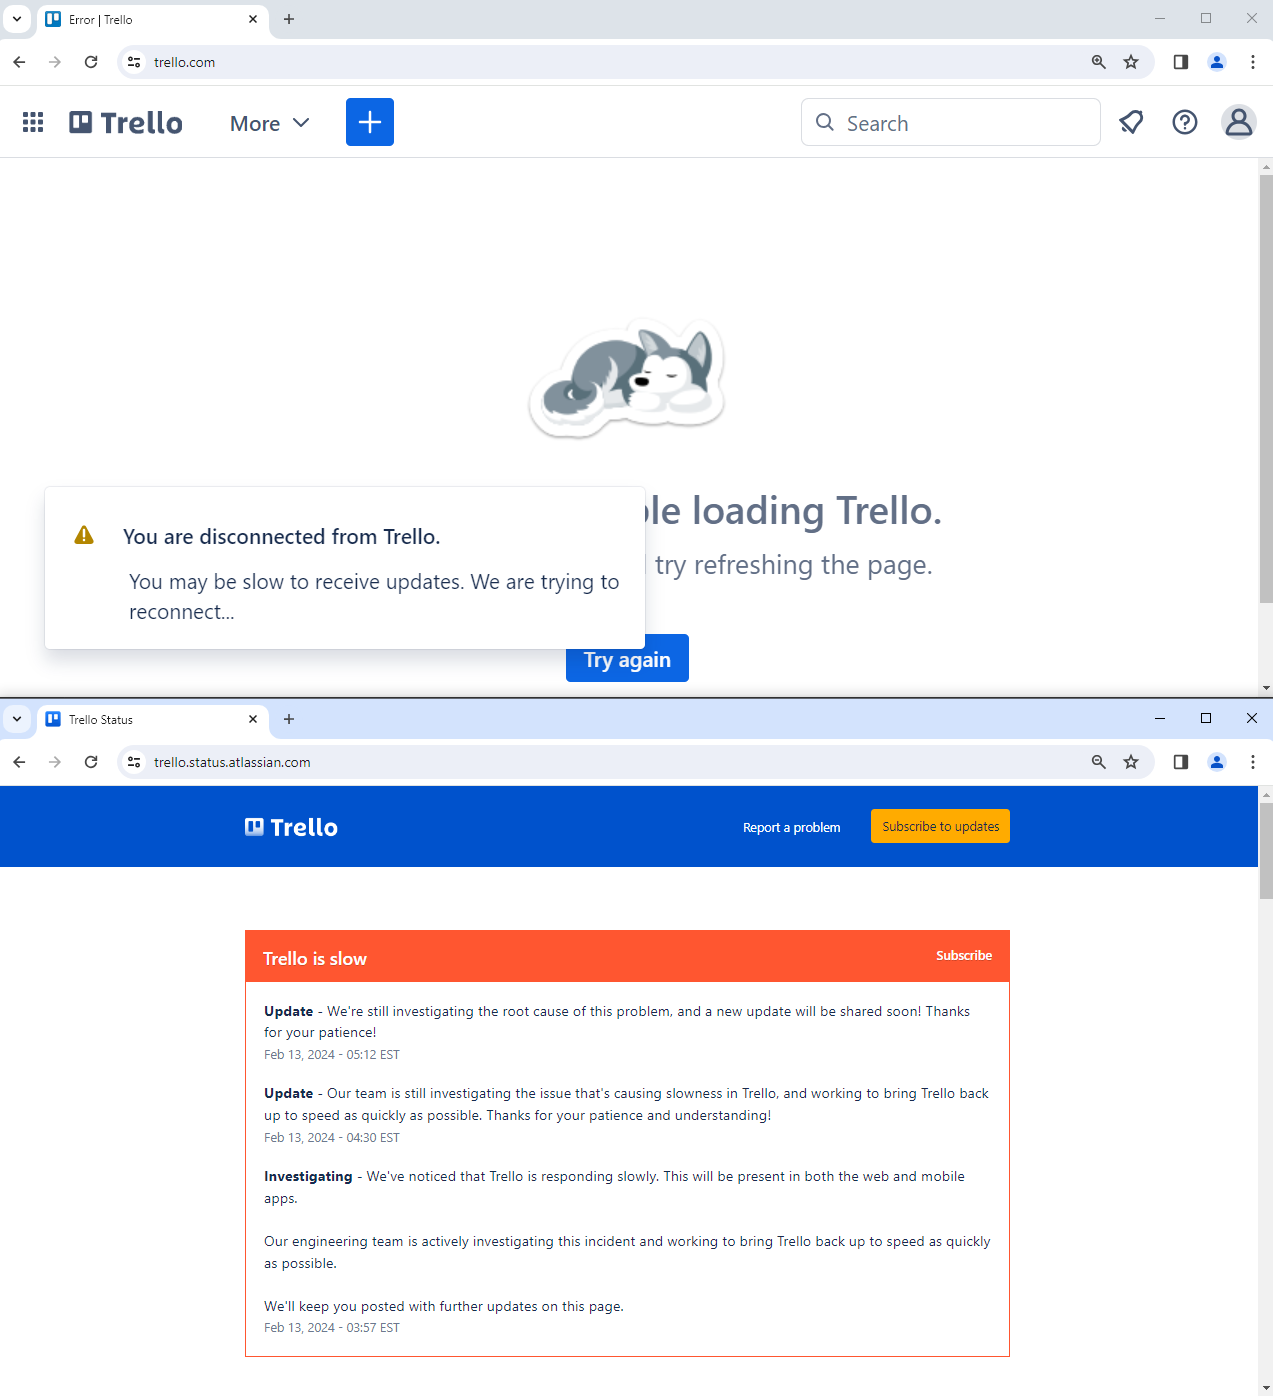 Error | Trello
trello.com
Trello
More
Search
ble loading Trello.
try refreshing the page.
You are disconnected from Trello.
You may be slow to receive updates. We are trying to
reconnect...
Try again
Trello Status
trello.status.atlassian.com
Trello
Report a problem
Subscribe to updates
Trello is slow
Subscribe
Update - We're still investigating the root cause of this problem, and a new update will be shared soon! Thanks
for your patience!
Feb 13, 2024 - 05:12 EST
Update - Our team is still investigating the issue that's causing slowness in Trello, and working to bring Trello back
up to speed as quickly as possible. Thanks for your patience and understanding!
Feb 13, 2024 - 04:30 EST
Investigating - We've noticed that Trello is responding slowly. This will be present in both the web and mobile
apps.
Our engineering team is actively investigating this incident and working to bring Trello back up to speed as quickly
as possible.
We'll keep you posted with further updates on this page.
Feb 13, 2024 - 03:57 EST